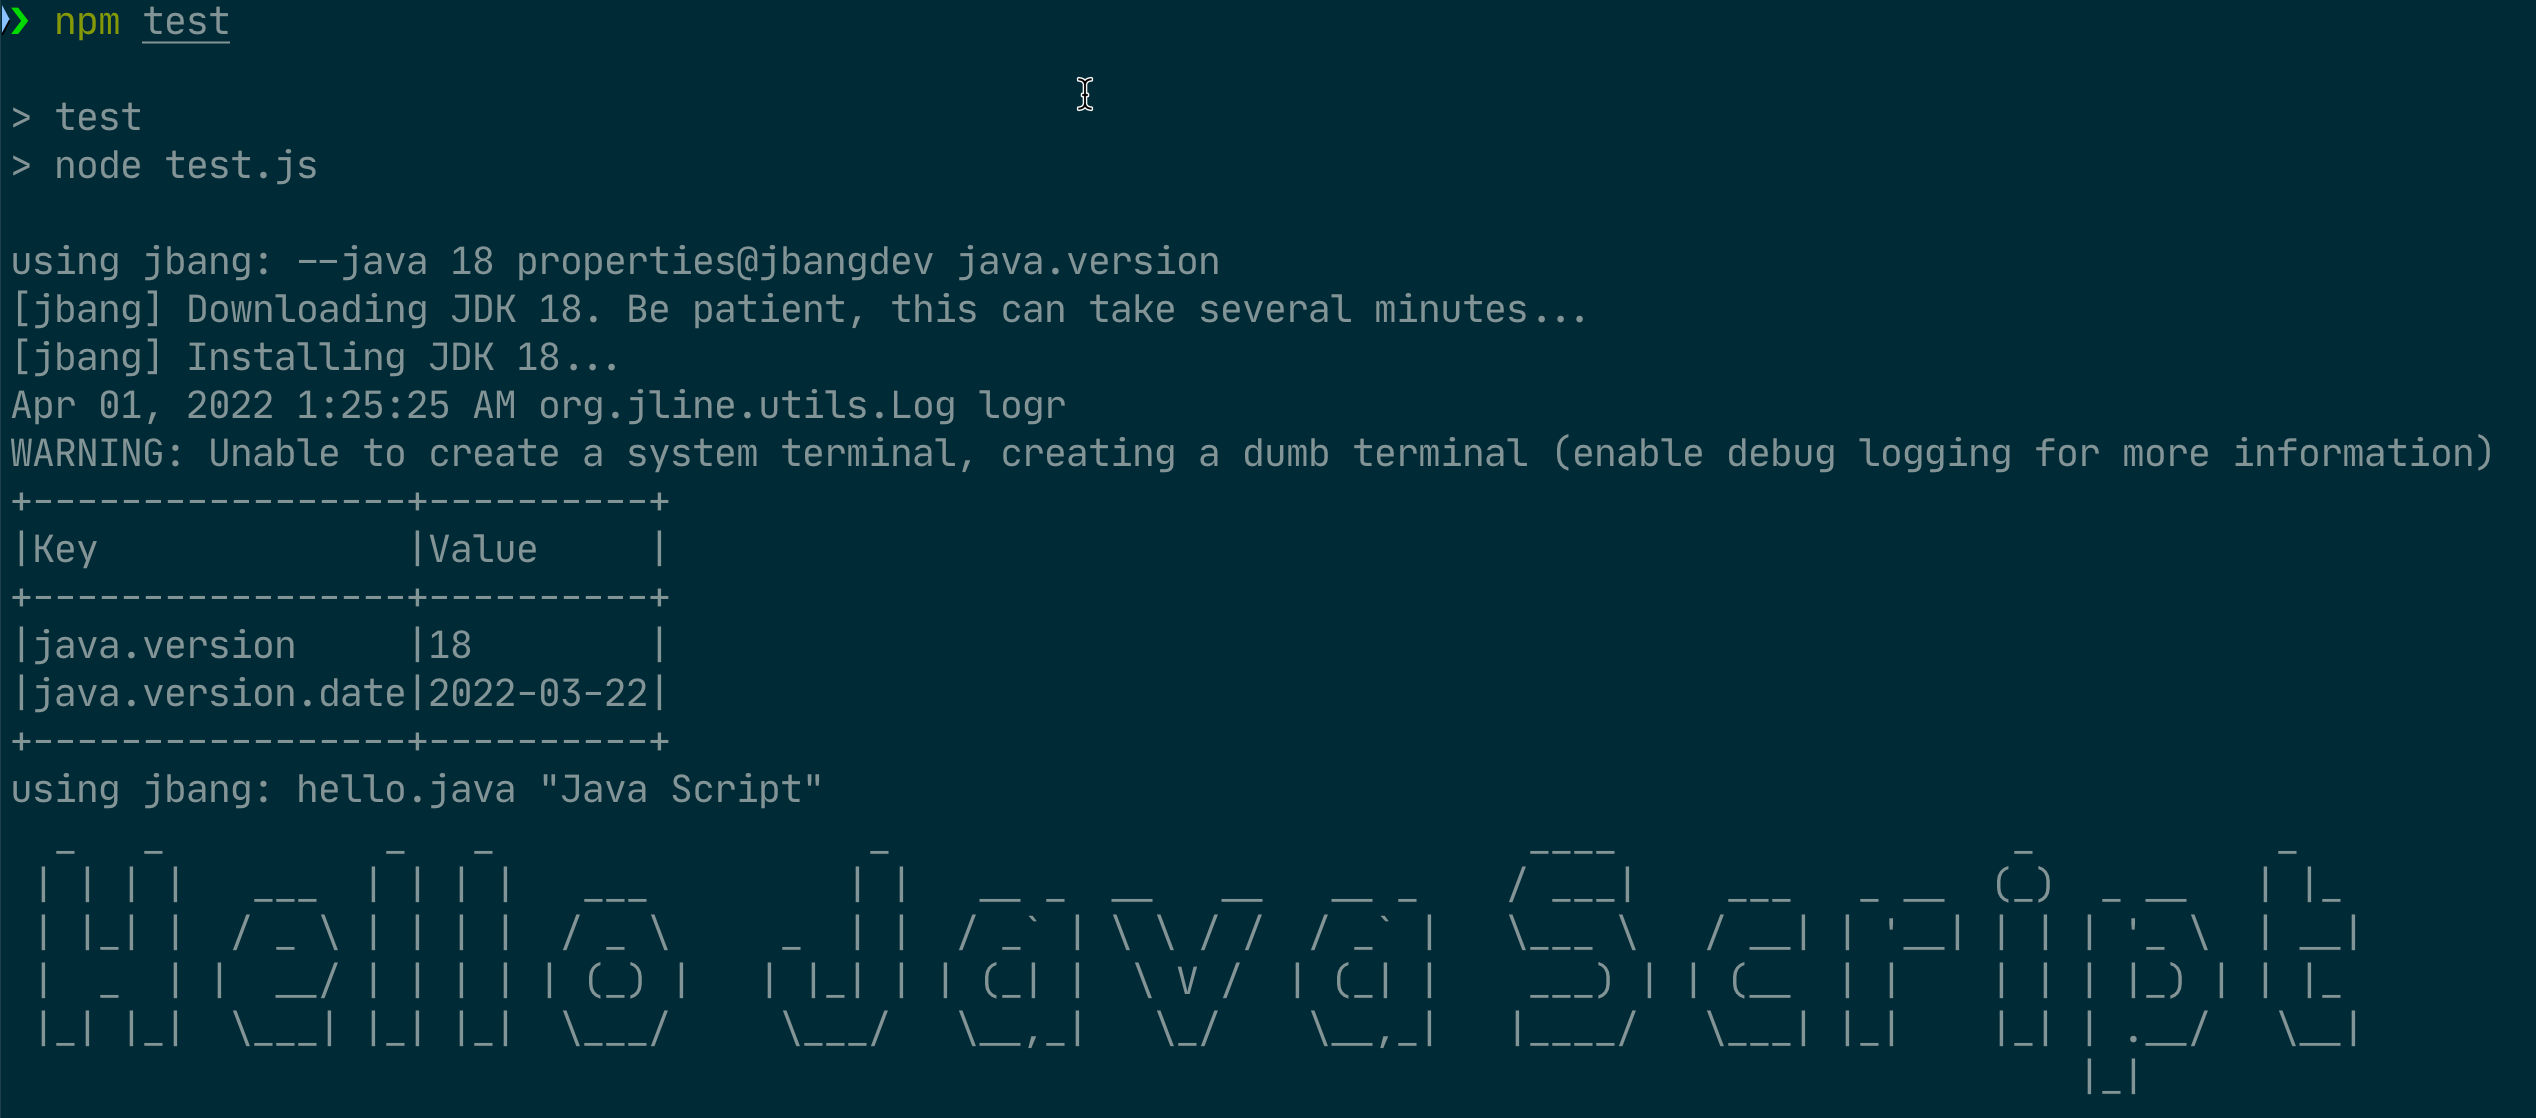 ❯ npm test
> test
> node test.js
using jbang: --java 18 properties@jbangdev java.version
[jbang] Downloading JDK 18. Be patient, this can take several minutes...
[jbang] Installing JDK 18...
Apr 01, 2022 1:25:25 AM org.jline.utils.Log logr
WARNING: Unable to create a system terminal, creating a dumb terminal (enable debug logging for more information)
+-----------------+----------+
|Key              |Value     |
+-----------------+----------+
|java.version     |18        |
|java.version.date|2022-03-22|
+-----------------+----------+
using jbang: hello.java "Java Script"
Hello Java Script